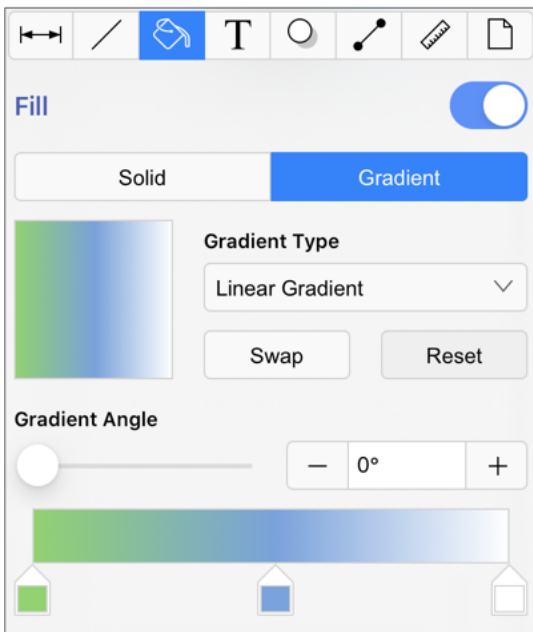 T
Fill
Solid Gradient
Gradient Type
Linear Gradient
Swap Reset
Gradient Angle
− 0° +